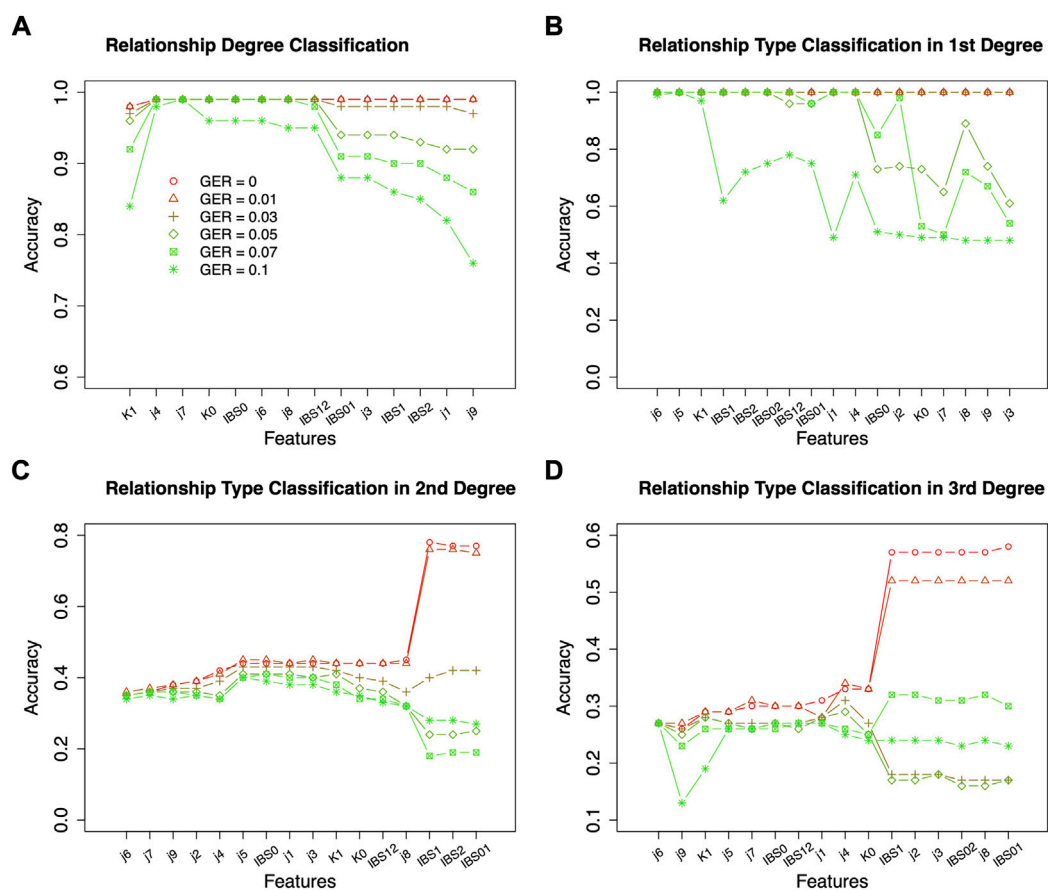 A
Relationship Degree Classification
Accuracy
1.0
0.9
0.8
0.7
0.6
GER = 0
GER = 0.01
GER = 0.03
GER = 0.05
GER = 0.07
GER = 0.1
K1 j4 j7 K0 IBS0 j6 j8 IBS12 IBS01 j3 IBS1 IBS2 j1 j9
Features
B
Relationship Type Classification in 1st Degree
Accuracy
1.0
0.8
0.6
0.4
0.2
0.0
j6 j5 K1 IBS1 IBS2 IBS02 IBS12 IBS01 j1 j4 IBS0 j2 K0 j7 j8 j9 j3
Features
C
Relationship Type Classification in 2nd Degree
Accuracy
0.8
0.6
0.4
0.2
0.0
j6 j7 j9 j2 j4 j5 IBS0 j1 j3 K1 K0 IBS12 j8 IBS1 IBS2 IBS01
Features
D
Relationship Type Classification in 3rd Degree
Accuracy
0.6
0.5
0.4
0.3
0.2
0.1
j6 j9 K1 j5 j7 IBS0 IBS12 j1 j4 K0 IBS1 j2 j3 IBS02 j8 IBS01
Features